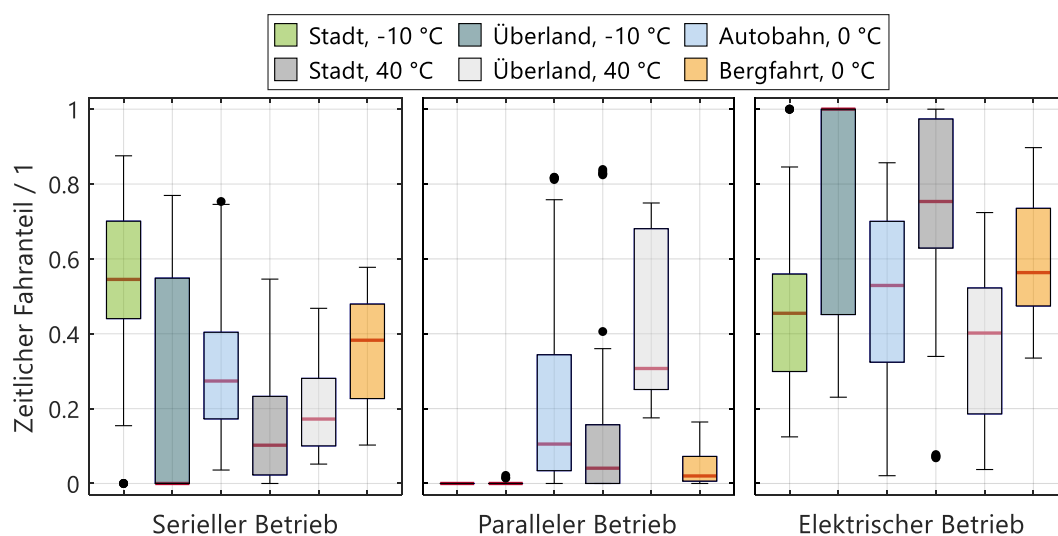 Stadt, -10 °C Überland, -10 °C Autobahn, 0 °C
Stadt, 40 °C Überland, 40 °C Bergfahrt, 0 °C
Zeitlicher Fahranteil / 1
1
0.8
0.6
0.4
0.2
0
Serieller Betrieb Paralleler Betrieb Elektrischer Betrieb